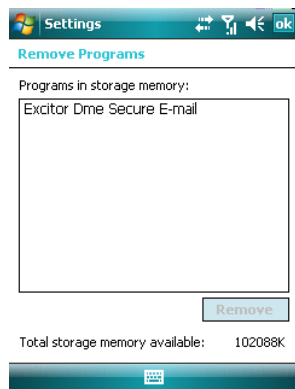 Settings
ok
Remove Programs
Programs in storage memory:
Excitor Dme Secure E-mail
Remove
Total storage memory available: 102088K